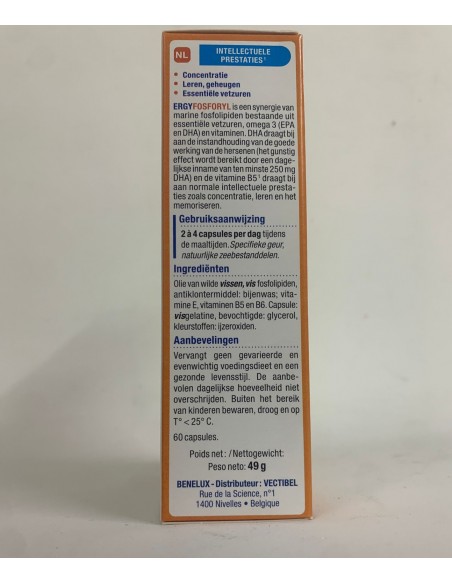 NL
INTELLECTUELE
PRESTATIES¹
• Concentratie
• Leren, geheugen
• Essentiële vetzuren
ERGYFOSFORYL is een synergie van
marine fosfolipiden bestaande uit
essentiële vetzuren, omega 3 (EPA
en DHA) en vitaminen. DHA draagt bij
aan de instandhouding van de goede
werking van de hersenen (het gunstig
effect wordt bereikt door een dage-
lijkse inname van ten minste 250 mg
DHA) en de vitamine B5¹ draagt bij
aan normale intellectuele presta-
ties zoals concentratie, leren en het
memoriseren.
Gebruiksaanwijzing
2 à 4 capsules per dag tijdens
de maaltijden. Specifieke geur,
natuurlijke zeebestanddelen.
Ingrediënten
Olie van wilde vissen, vis fosfolipiden,
antiklontermiddel: bijenwas; vita-
mine E, vitaminen B5 en B6. Capsule:
visgelatine, bevochtigde: glycerol,
kleurstoffen: ijzeroxiden.
Aanbevelingen
Vervangt geen gevarieerde en
evenwichtig voedingsdieet en een
gezonde levensstijl. De aanbe-
volen dagelijkse hoeveelheid niet
overschrijden. Buiten het bereik
van kinderen bewaren, droog en op
T° < 25° C.
60 capsules.
Poids net : / Nettogewicht:
Peso neto: 49 g
BENELUX - Distributeur : VECTIBEL
Rue de la Science, n°1
1400 Nivelles • Belgique